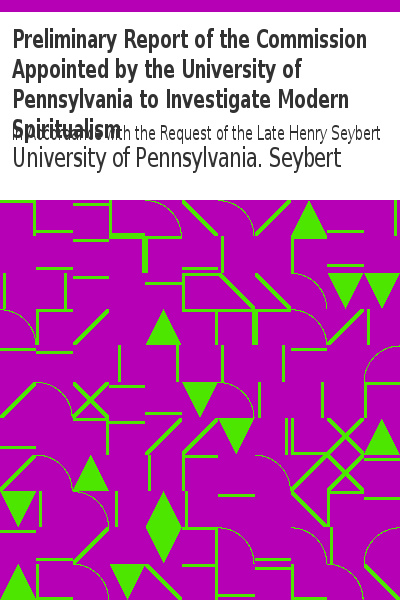 Preliminary Report of the Commission
Appointed by the University of
Pennsylvania to Investigate Modern
Spiritualism
In Accordance with the Request of the Late Henry Seybert
University of Pennsylvania. Seybert